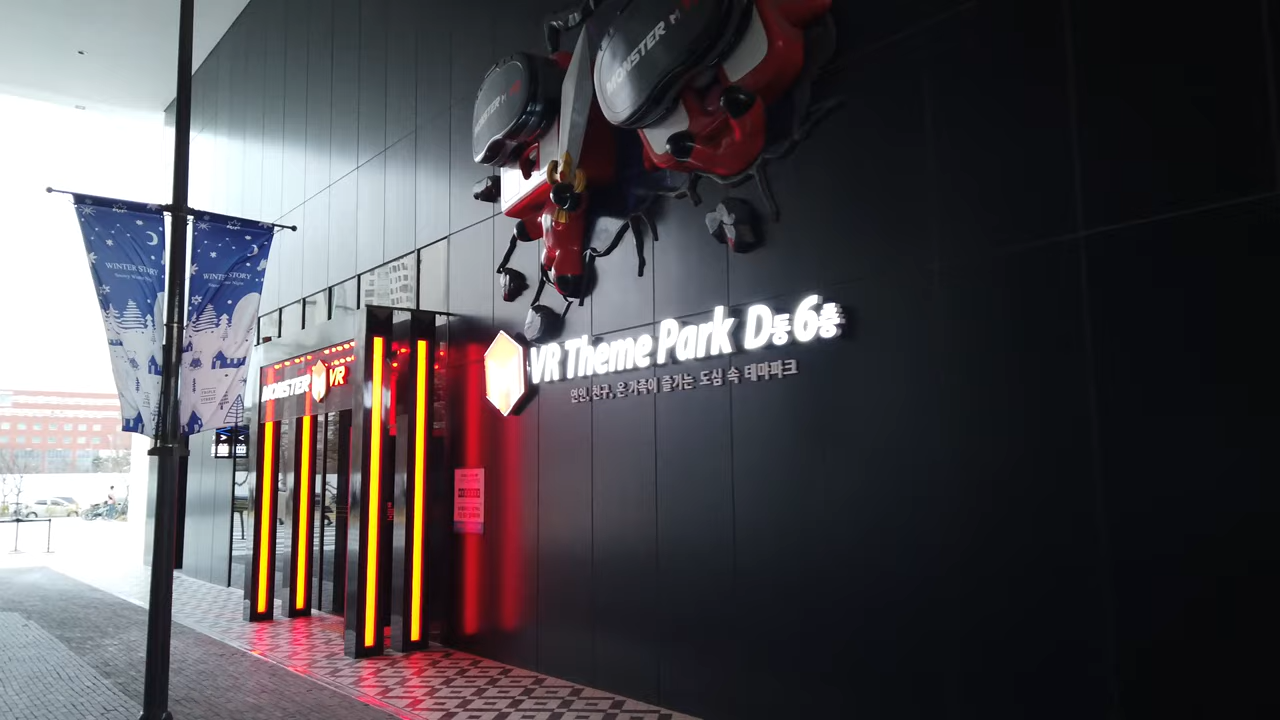 MONSTER
MONSTER
WINTER STORY
WINTER STORY
MONSTER VR
VR Theme Park D동 6층
연인, 친구, 온 가족이 즐기는 도심 속 테마파크